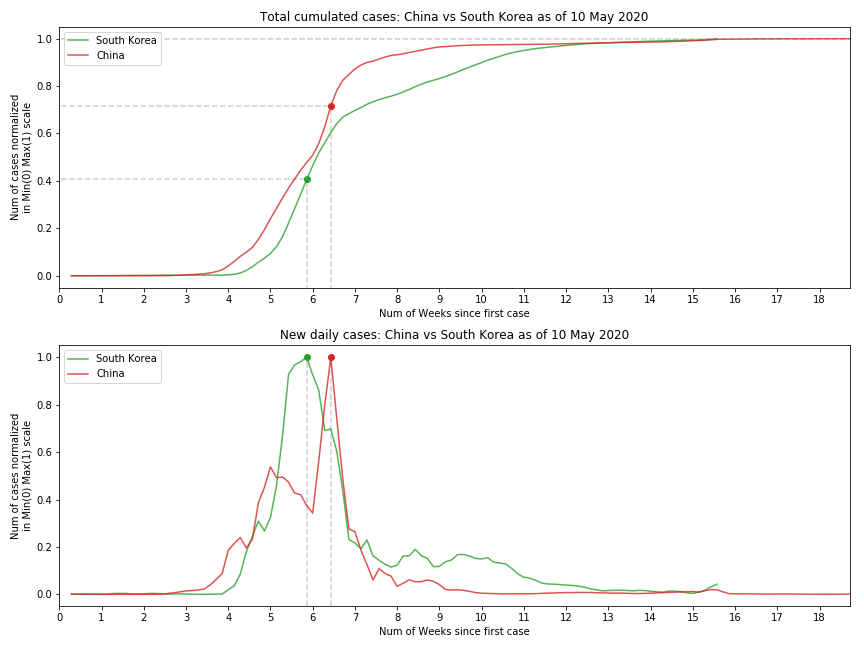 Total cumulated cases: China vs South Korea as of 10 May 2020
South Korea
China
Num of cases normalized
in Min(0) Max(1) scale
1.0
0.8
0.6
0.4
0.2
0.0
0 1 2 3 4 5 6 7 8 9 10 11 12 13 14 15 16 17 18
Num of Weeks since first case
New daily cases: China vs South Korea as of 10 May 2020
South Korea
China
Num of cases normalized
in Min(0) Max(1) scale
1.0
0.8
0.6
0.4
0.2
0.0
0 1 2 3 4 5 6 7 8 9 10 11 12 13 14 15 16 17 18
Num of Weeks since first case